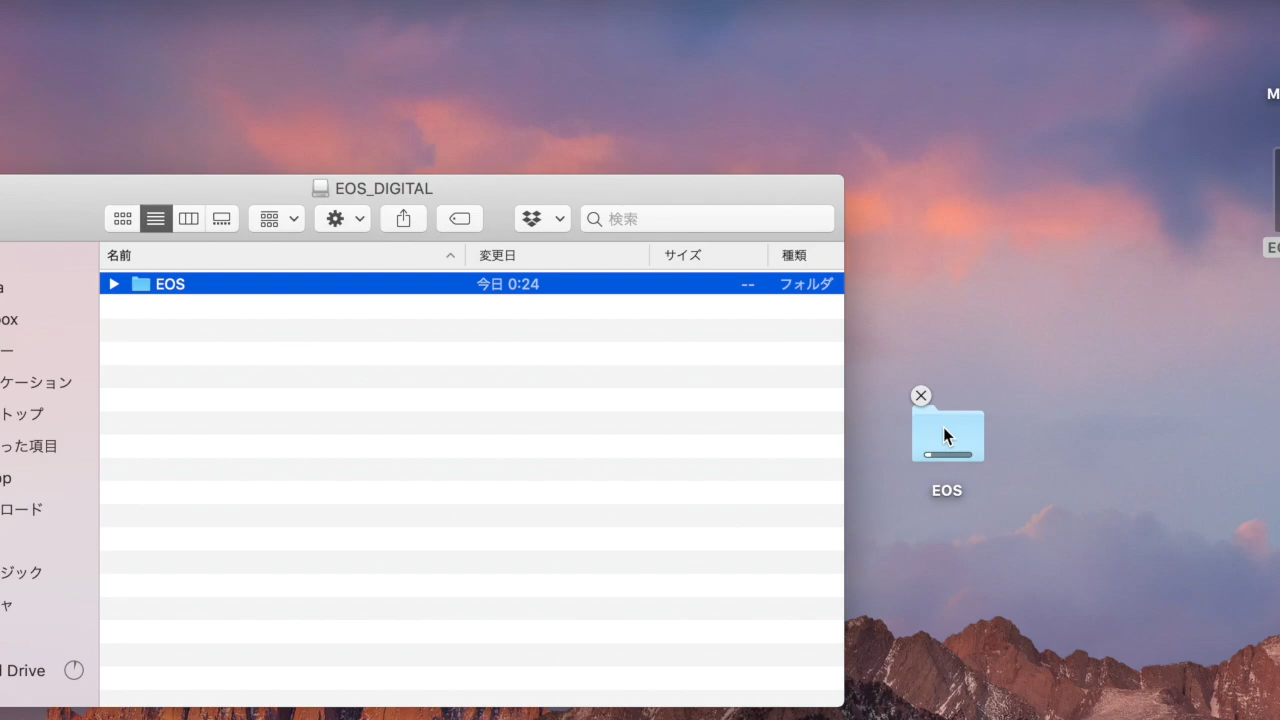 M
EOS_DIGITAL
検索
名前 変更日 サイズ 種類
EOS 今日 0:24 -- フォルダ
a
ox
ー
ケーション
トップ
った項目
op
ロード
ジック
ャ
l Drive
EOS